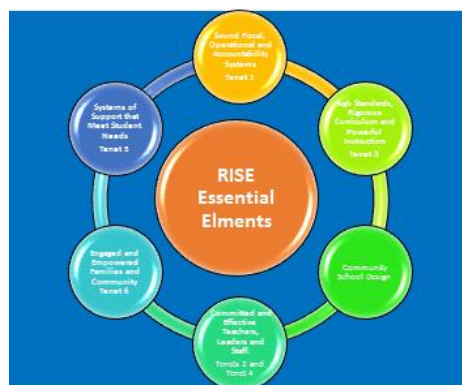 Sound Fiscal,
Operational and
Accountability
Systems
Tenet 1
High Standards,
Rigorous
Curriculum and
Powerful
Instruction
Tenet 3
Community
School Design
Committed and
Effective
Teachers,
Leaders and
Staff:
Tenets 2 and
Tenet 4
Engaged and
Empowered
Families and
Community
Tenet 6
Systems of
Support that
Meet Student
Needs
Tenet 5
RISE
Essential
Elments